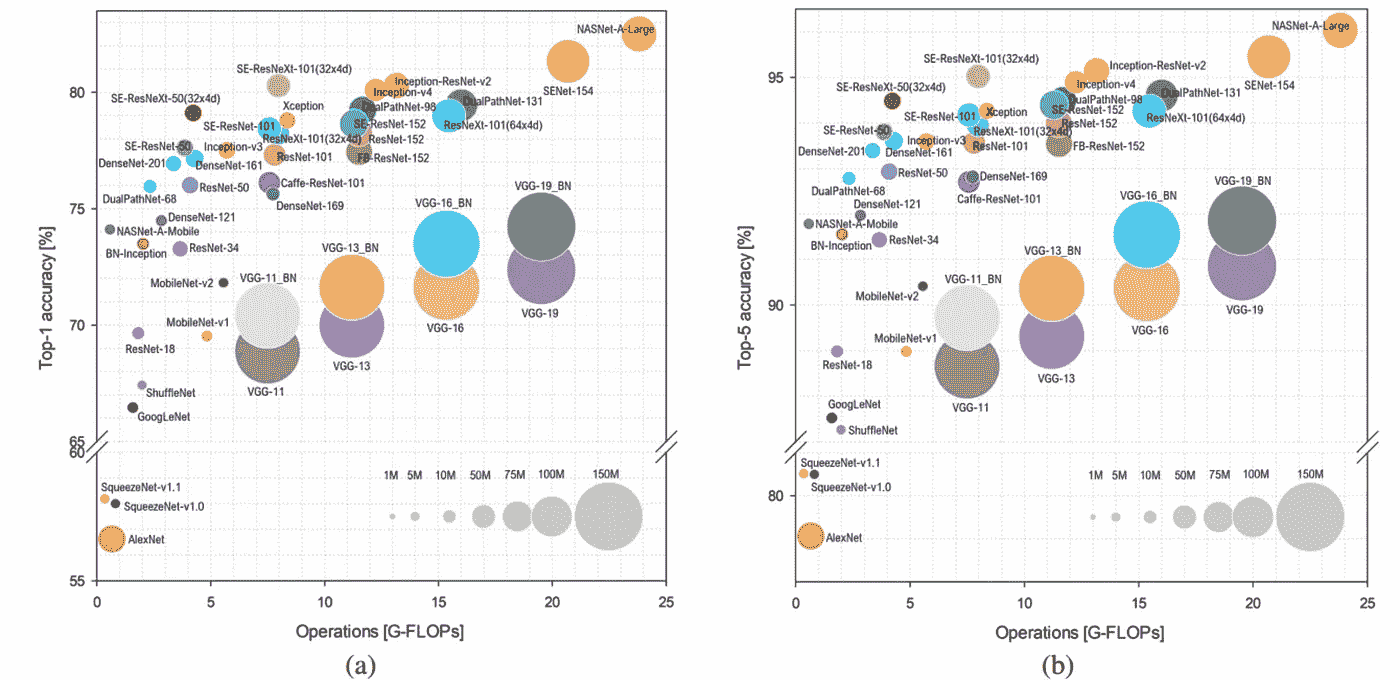 NASNet-A-Large
SE-ResNeXt-101(32x4d)
Inception-ResNet-v2
SENet-154
80
Inception-v4
SE-ResNeXt-50(32x4d)
Xception
DualPathNet-98
DualPathNet-131
SE-ResNet-101
SE-ResNet-152
ResNeXt-101(64x4d)
ResNeXt-101(32x4d)
ResNet-152
SE-ResNet-50
Inception-v3
ResNet-101
FB-ResNet-152
DenseNet-201
DenseNet-161
ResNet-50
Caffe-ResNet-101
DualPathNet-68
DenseNet-169
VGG-16_BN
VGG-19_BN
75
DenseNet-121
NASNet-A-Mobile
BN-Inception
ResNet-34
VGG-13_BN
MobileNet-v2
VGG-11_BN
VGG-16
VGG-19
MobileNet-v1
70
ResNet-18
VGG-13
VGG-11
ShuffleNet
GoogLeNet
65
60
1M 5M 10M 50M 75M 100M 150M
SqueezeNet-v1.1
SqueezeNet-v1.0
AlexNet
55
0 5 10 15 20 25
Top-1 accuracy [%]
Operations [G-FLOPs]
(a)
NASNet-A-Large
SE-ResNeXt-101(32x4d)
Inception-ResNet-v2
SENet-154
95
Inception-v4
SE-ResNeXt-50(32x4d)
DualPathNet-98
DualPathNet-131
SE-ResNet-101
Xception
SE-ResNet-152
ResNeXt-101(64x4d)
ResNet-152
SE-ResNet-50
ResNeXt-101(32x4d)
Inception-v3
ResNet-101
FB-ResNet-152
DenseNet-201
DenseNet-161
ResNet-50
DenseNet-169
DualPathNet-68
Caffe-ResNet-101
VGG-16_BN
VGG-19_BN
DenseNet-121
NASNet-A-Mobile
BN-Inception
ResNet-34
VGG-13_BN
MobileNet-v2
VGG-11_BN
90
VGG-16
VGG-19
MobileNet-v1
ResNet-18
VGG-13
VGG-11
GoogLeNet
ShuffleNet
1M 5M 10M 50M 75M 100M 150M
SqueezeNet-v1.1
SqueezeNet-v1.0
80
AlexNet
0 5 10 15 20 25
Top-5 accuracy [%]
Operations [G-FLOPs]
(b)